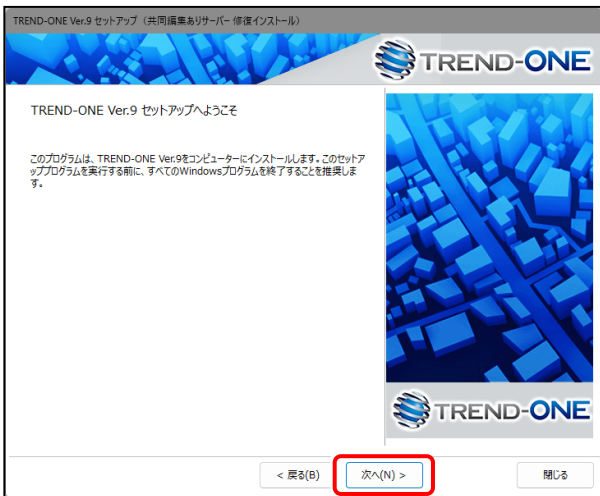 TREND-ONE Ver.9 セットアップ（共同編集ありサーバー 修復インストール）
TREND-ONE
TREND-ONE Ver.9 セットアップへようこそ
このプログラムは、TREND-ONE Ver.9をコンピューターにインストールします。このセットア
ッププログラムを実行する前に、すべてのWindowsプログラムを終了することを推奨しま
す。
TREND-ONE
< 戻る(B)
次へ(N) >
閉じる